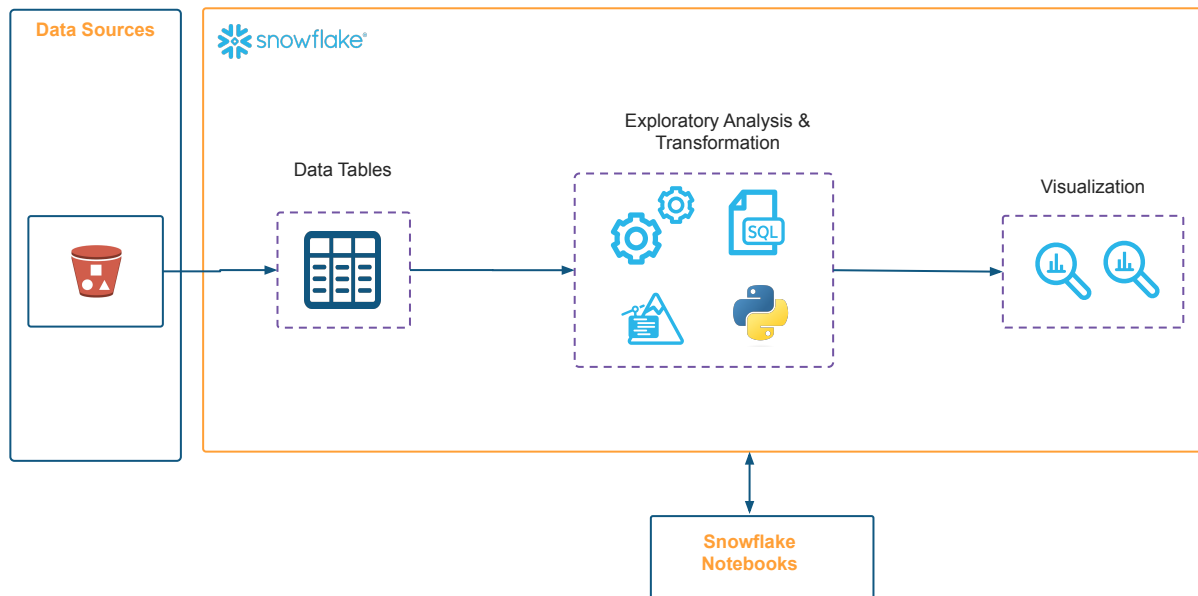 Data Sources
snowflake®
Exploratory Analysis &
Transformation
Data Tables
Visualization
SQL
Snowflake
Notebooks